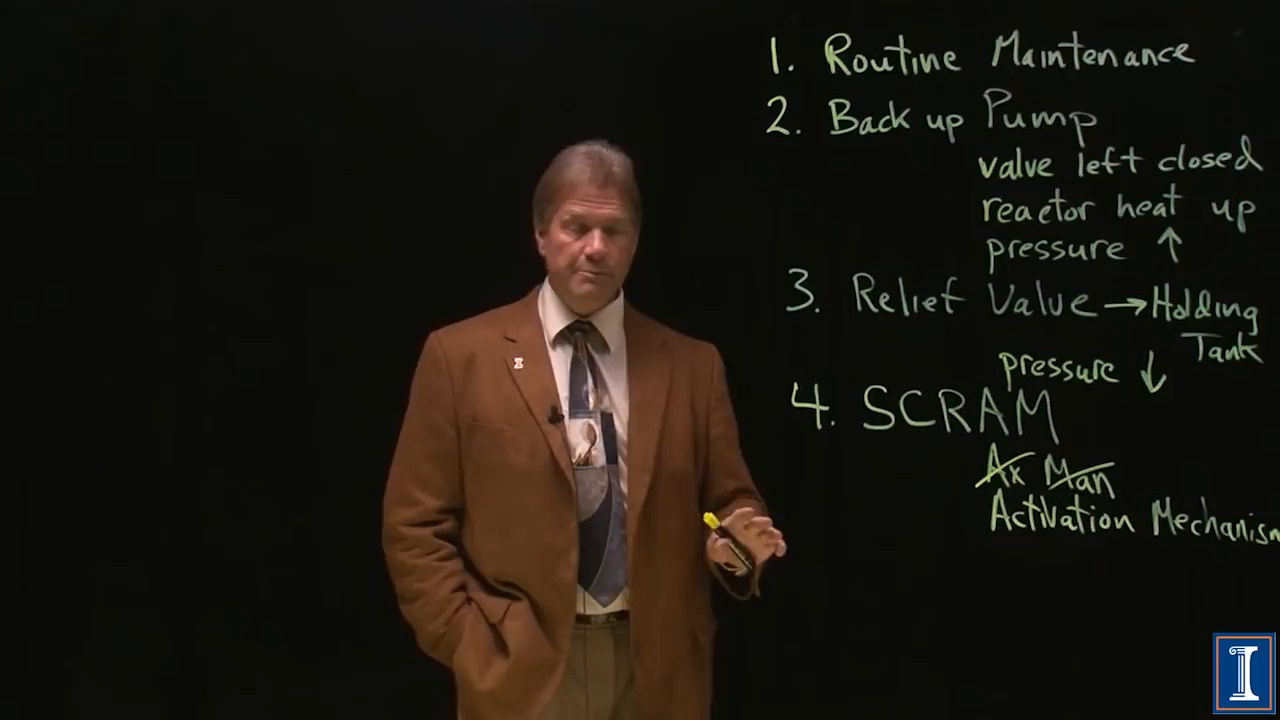 1. Routine Maintenance
2. Back up Pump
valve left closed
reactor heat up
pressure ↑
3. Relief Value → Holding
Tank
pressure ↓
4. SCRAM
Ax Man
Activation Mechanism
I